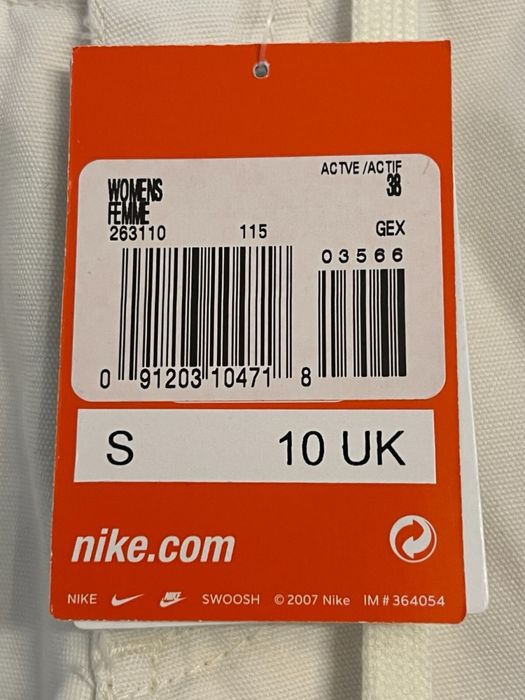 ACTVE / ACTIF
38
WOMENS
FEMME
263110 115 GEX
03566
0 91203 10471 8
S 10 UK
nike.com
NIKE NIKE SWOOSH © 2007 Nike IM # 364054